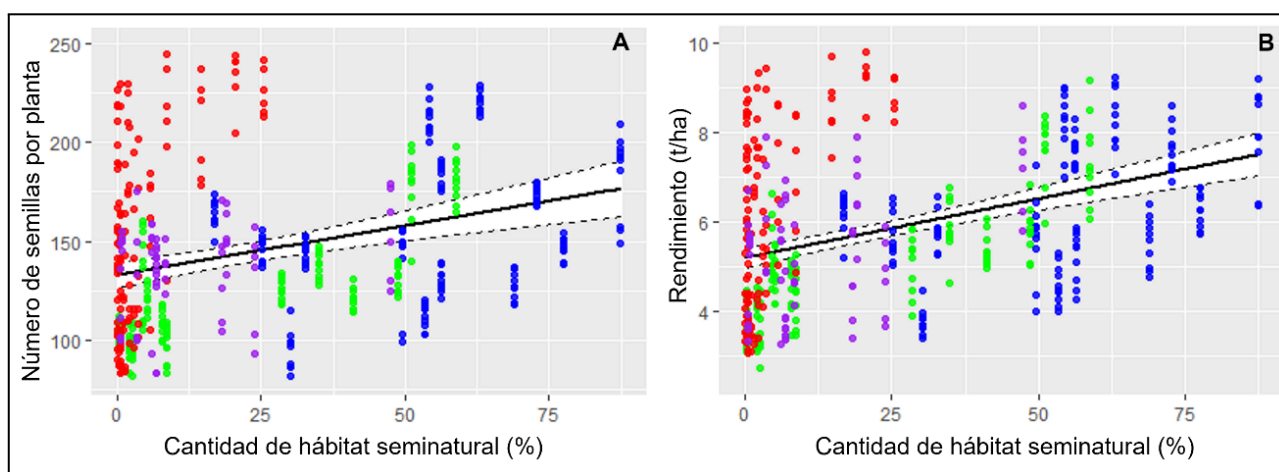 A
Número de semillas por planta
250
200
150
100
0
25
50
75
Cantidad de hábitat seminatural (%)
B
Rendimiento (t/ha)
10
8
6
4
0
25
50
75
Cantidad de hábitat seminatural (%)